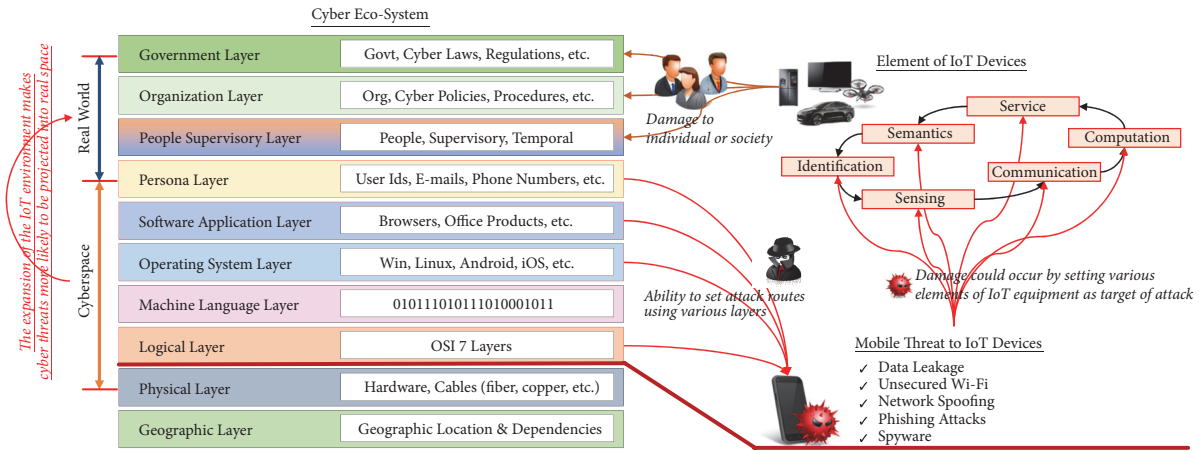 Cyber Eco-System
The expansion of the IoT environment makes
cyber threats more likely to be projected into real space
Real World
Cyberspace
Government Layer
Govt, Cyber Laws, Regulations, etc.
Organization Layer
Org, Cyber Policies, Procedures, etc.
People Supervisory Layer
People, Supervisory, Temporal
Persona Layer
User Ids, E-mails, Phone Numbers, etc.
Software Application Layer
Browsers, Office Products, etc.
Operating System Layer
Win, Linux, Android, iOS, etc.
Machine Language Layer
010111010111010001011
Logical Layer
OSI 7 Layers
Physical Layer
Hardware, Cables (fiber, copper, etc.)
Geographic Layer
Geographic Location & Dependencies
Damage to
individual or society
Ability to set attack routes
using various layers
Element of IoT Devices
Service
Semantics
Computation
Identification
Communication
Sensing
Damage could occur by setting various
elements of IoT equipment as target of attack
Mobile Threat to IoT Devices
✓ Data Leakage
✓ Unsecured Wi-Fi
✓ Network Spoofing
✓ Phishing Attacks
✓ Spyware